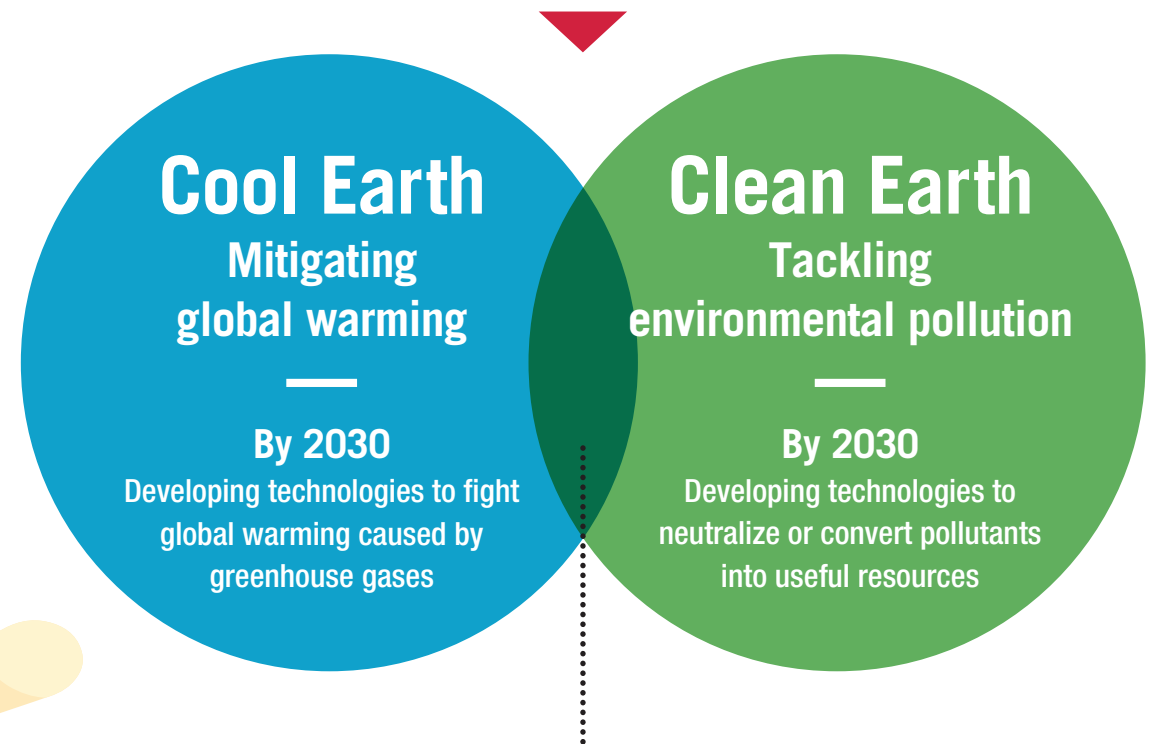 Cool Earth
Mitigating
global warming
By 2030
Developing technologies to fight
global warming caused by
greenhouse gases
Clean Earth
Tackling
environmental pollution
By 2030
Developing technologies to
neutralize or convert pollutants
into useful resources